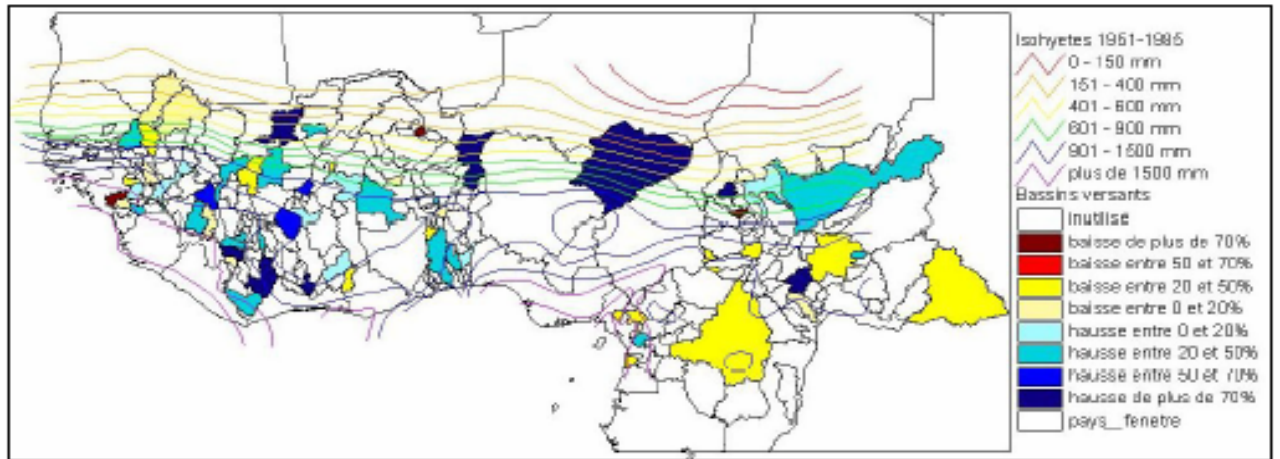 Isohyetes 1951-1985
0 - 150 mm
151 - 400 mm
401 - 600 mm
601 - 900 mm
901 - 1500 mm
plus de 1500 mm
Bassins versants
inutilisé
baisse de plus de 70%
baisse entre 50 et 70%
baisse entre 20 et 50%
baisse entre 0 et 20%
hausse entre 0 et 20%
hausse entre 20 et 50%
hausse entre 50 et 70%
hausse de plus de 70%
pays__fenetre